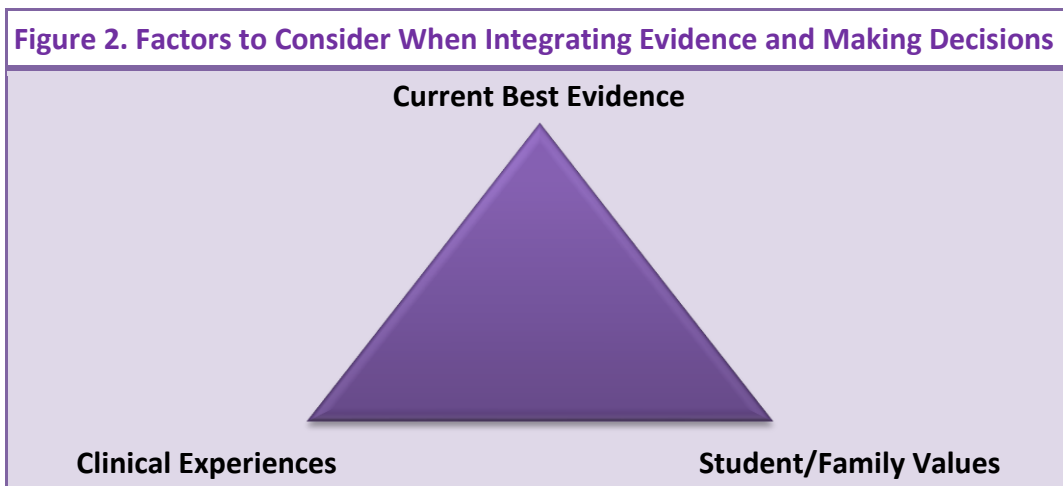 Figure 2. Factors to Consider When Integrating Evidence and Making Decisions
Current Best Evidence
Clinical Experiences
Student/Family Values